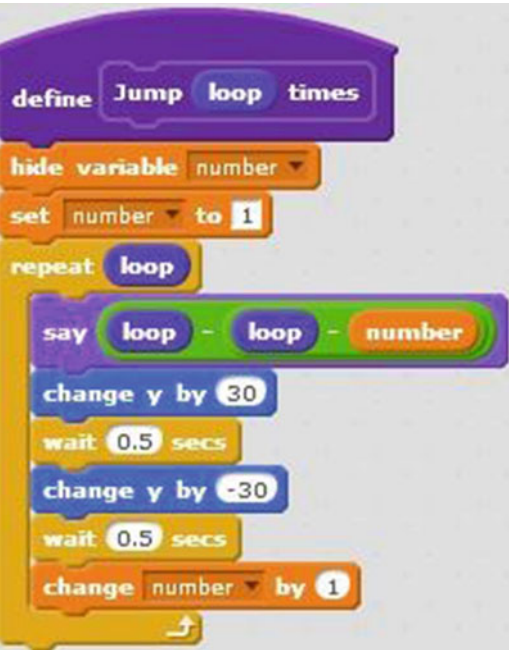 define Jump loop times
hide variable number
set number to 1
repeat loop
say loop - loop - number
change y by 30
wait 0.5 secs
change y by -30
wait 0.5 secs
change number by 1